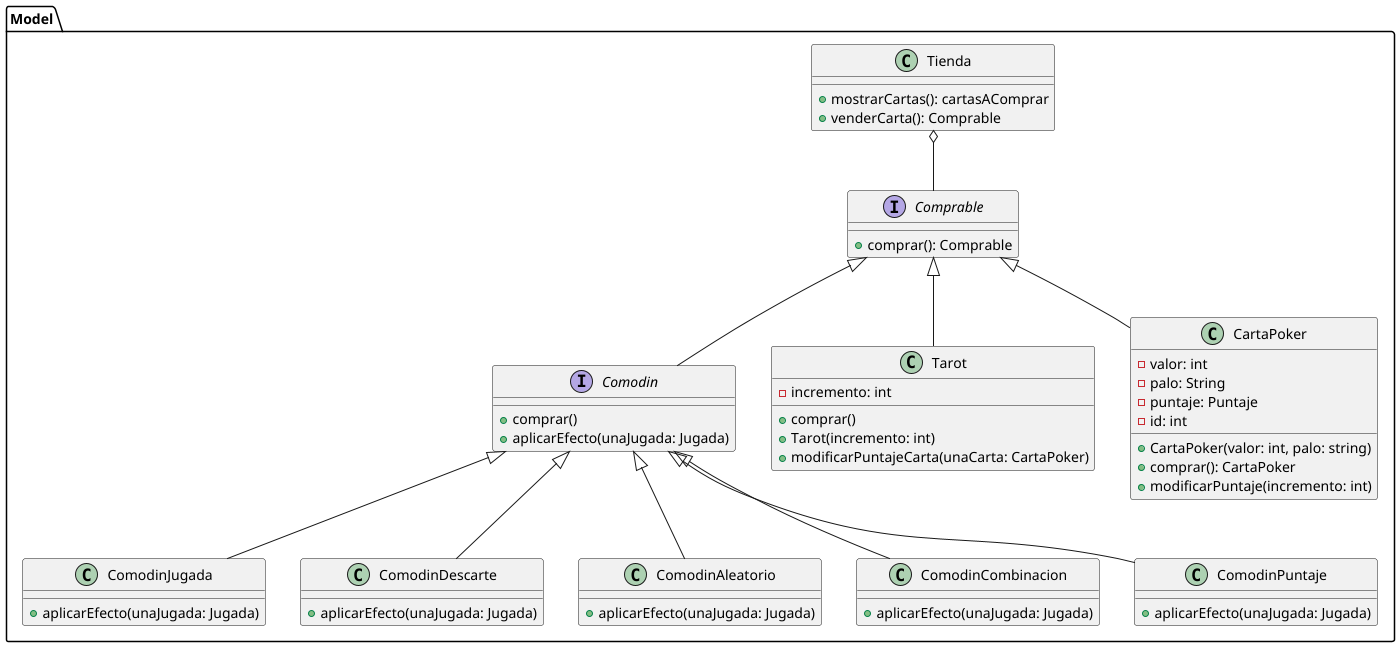 Model
C Tienda
mostrarCartas(): cartasAComprar
venderCarta(): Comprable
I Comprable
comprar(): Comprable
I Comodin
comprar()
aplicarEfecto(unaJugada: Jugada)
C Tarot
incremento: int
comprar()
Tarot(incremento: int)
modificarPuntajeCarta(unaCarta: CartaPoker)
C CartaPoker
valor: int
palo: String
puntaje: Puntaje
id: int
CartaPoker(valor: int, palo: string)
comprar(): CartaPoker
modificarPuntaje(incremento: int)
C ComodinJugada
aplicarEfecto(unaJugada: Jugada)
C ComodinDescarte
aplicarEfecto(unaJugada: Jugada)
C ComodinAleatorio
aplicarEfecto(unaJugada: Jugada)
C ComodinCombinacion
aplicarEfecto(unaJugada: Jugada)
C ComodinPuntaje
aplicarEfecto(unaJugada: Jugada)